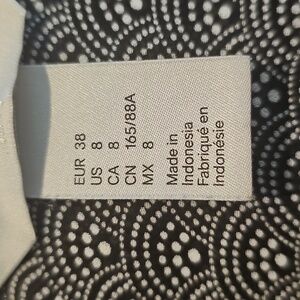 EUR 38
US 8
CA 8
CN 165/88A
MX 8
Made in
Indonesia
Fabriqué en
Indonésie